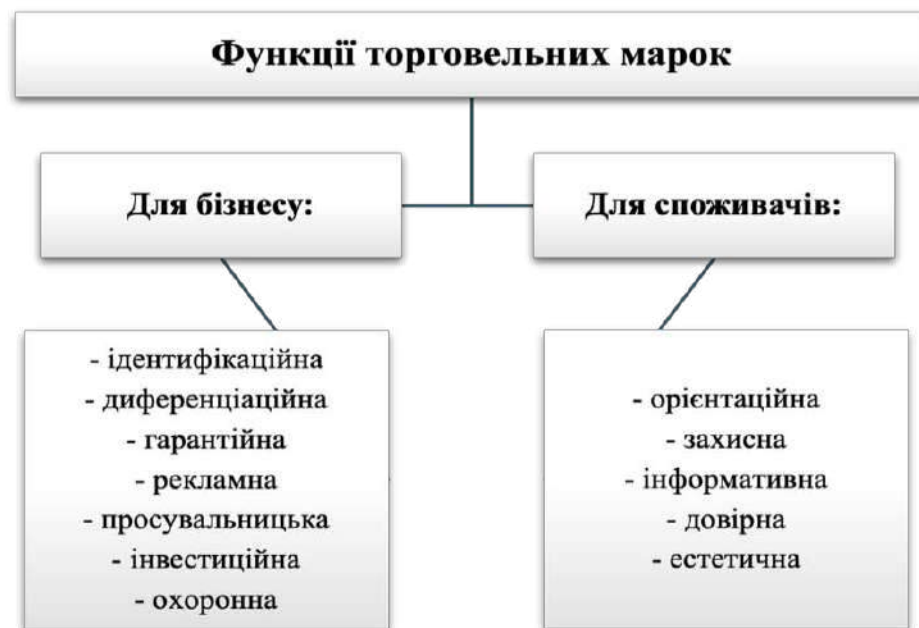 Функції торговельних марок
Для бізнесу:
- ідентифікаційна
- диференціаційна
- гарантійна
- рекламна
- просувальницька
- інвестиційна
- охоронна
Для споживачів:
- орієнтаційна
- захисна
- інформативна
- довірна
- естетична